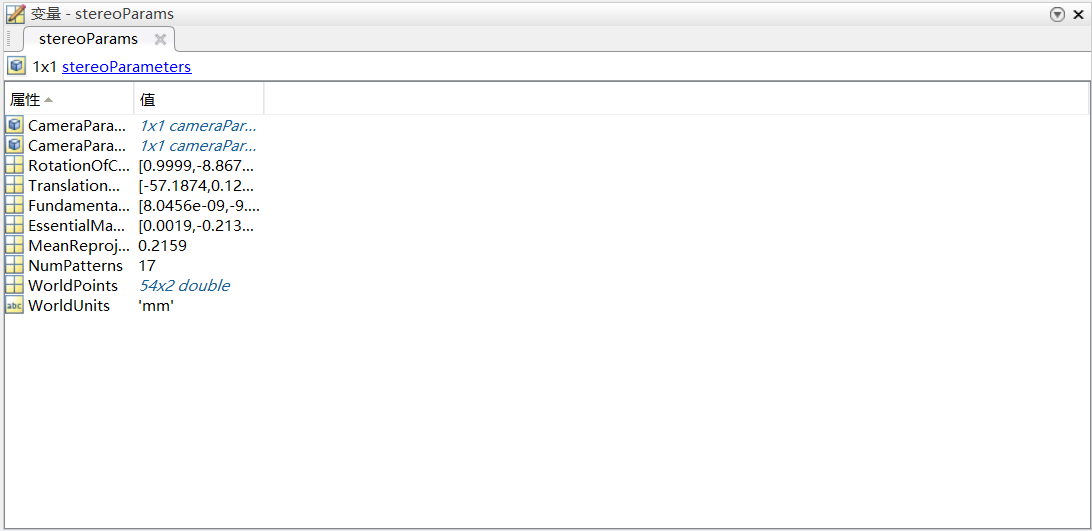 变量 - stereoParams
stereoParams
1x1 stereoParameters
属性 值
CameraPara... 1x1 cameraPar...
CameraPara... 1x1 cameraPar...
RotationOfC... [0.9999,-8.867...
Translation... [-57.1874,0.12...
Fundamenta... [8.0456e-09,-9....
EssentialMa... [0.0019,-0.213...
MeanReproj... 0.2159
NumPatterns 17
WorldPoints 54x2 double
abc WorldUnits 'mm'